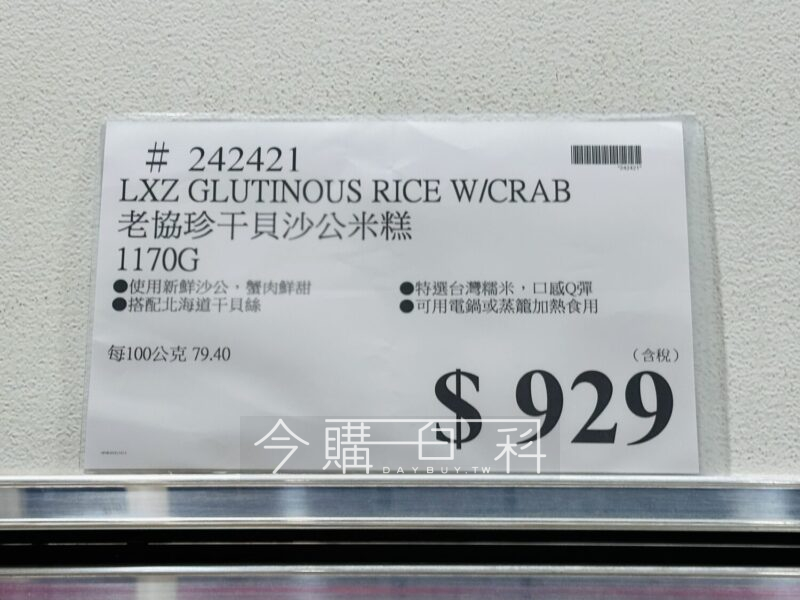 # 242421
LXZ GLUTINOUS RICE W/CRAB
老協珍干貝沙公米糕
1170G
●使用新鮮沙公，蟹肉鮮甜
●搭配北海道干貝絲
●特選台灣糯米，口感Q彈
●可用電鍋或蒸籠加熱食用
每100公克 79.40
（含稅）
$ 929
"242421"
今購百科
DAYBUY.TW